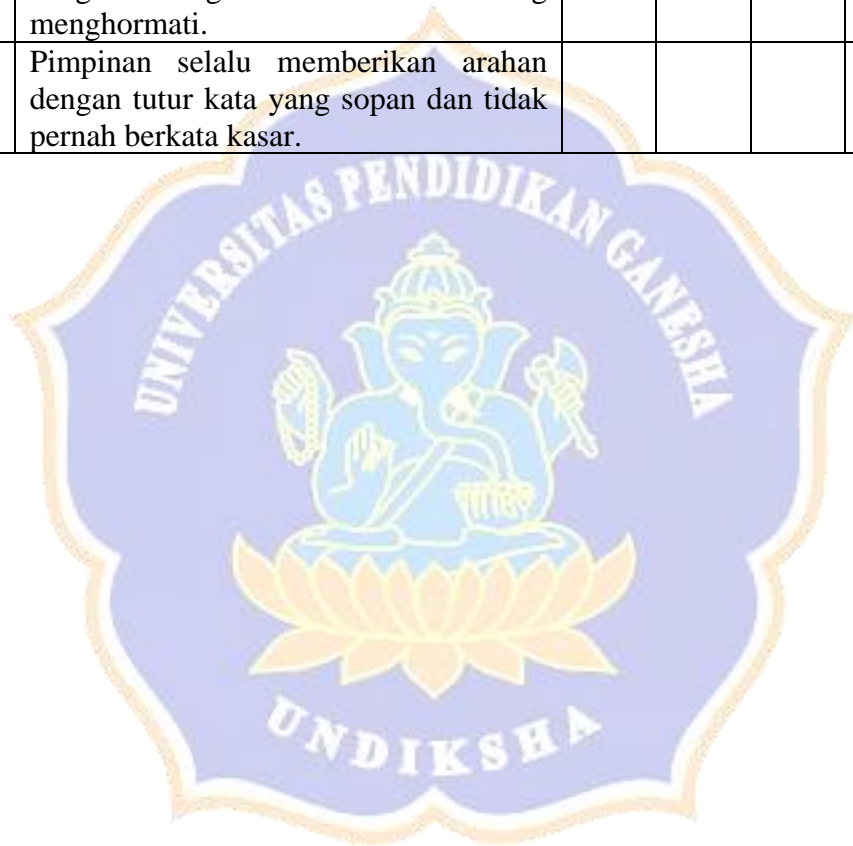 menghormati.
Pimpinan selalu memberikan arahan
dengan tutur kata yang sopan dan tidak
pernah berkata kasar.
UNIVERSITAS PENDIDIKAN GANESHA
UNDIKSHA